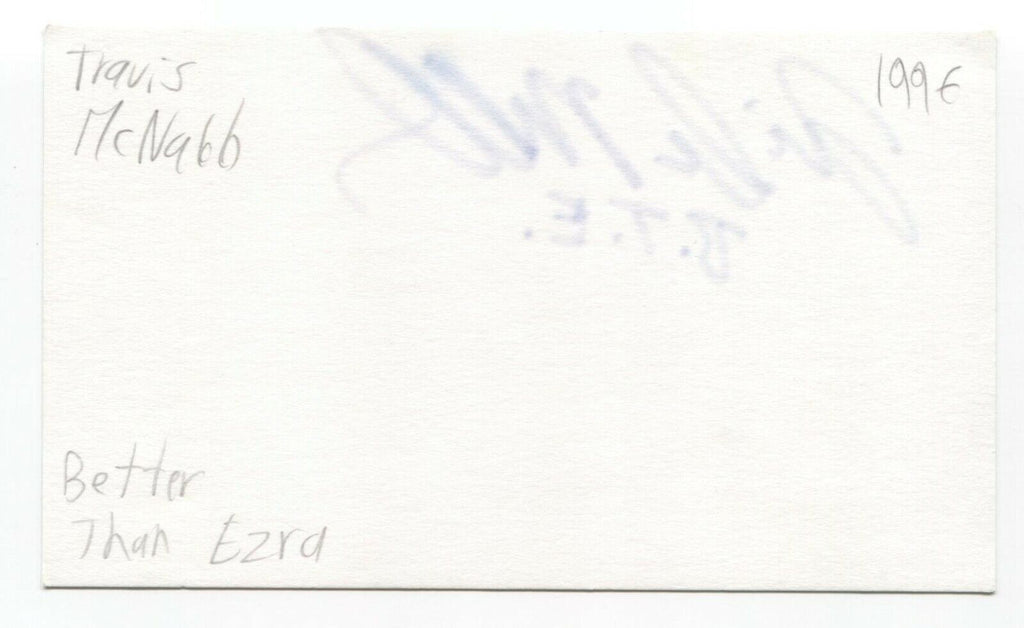 Travis
McNabb
1996
B.T.E.
Better
Than Ezra